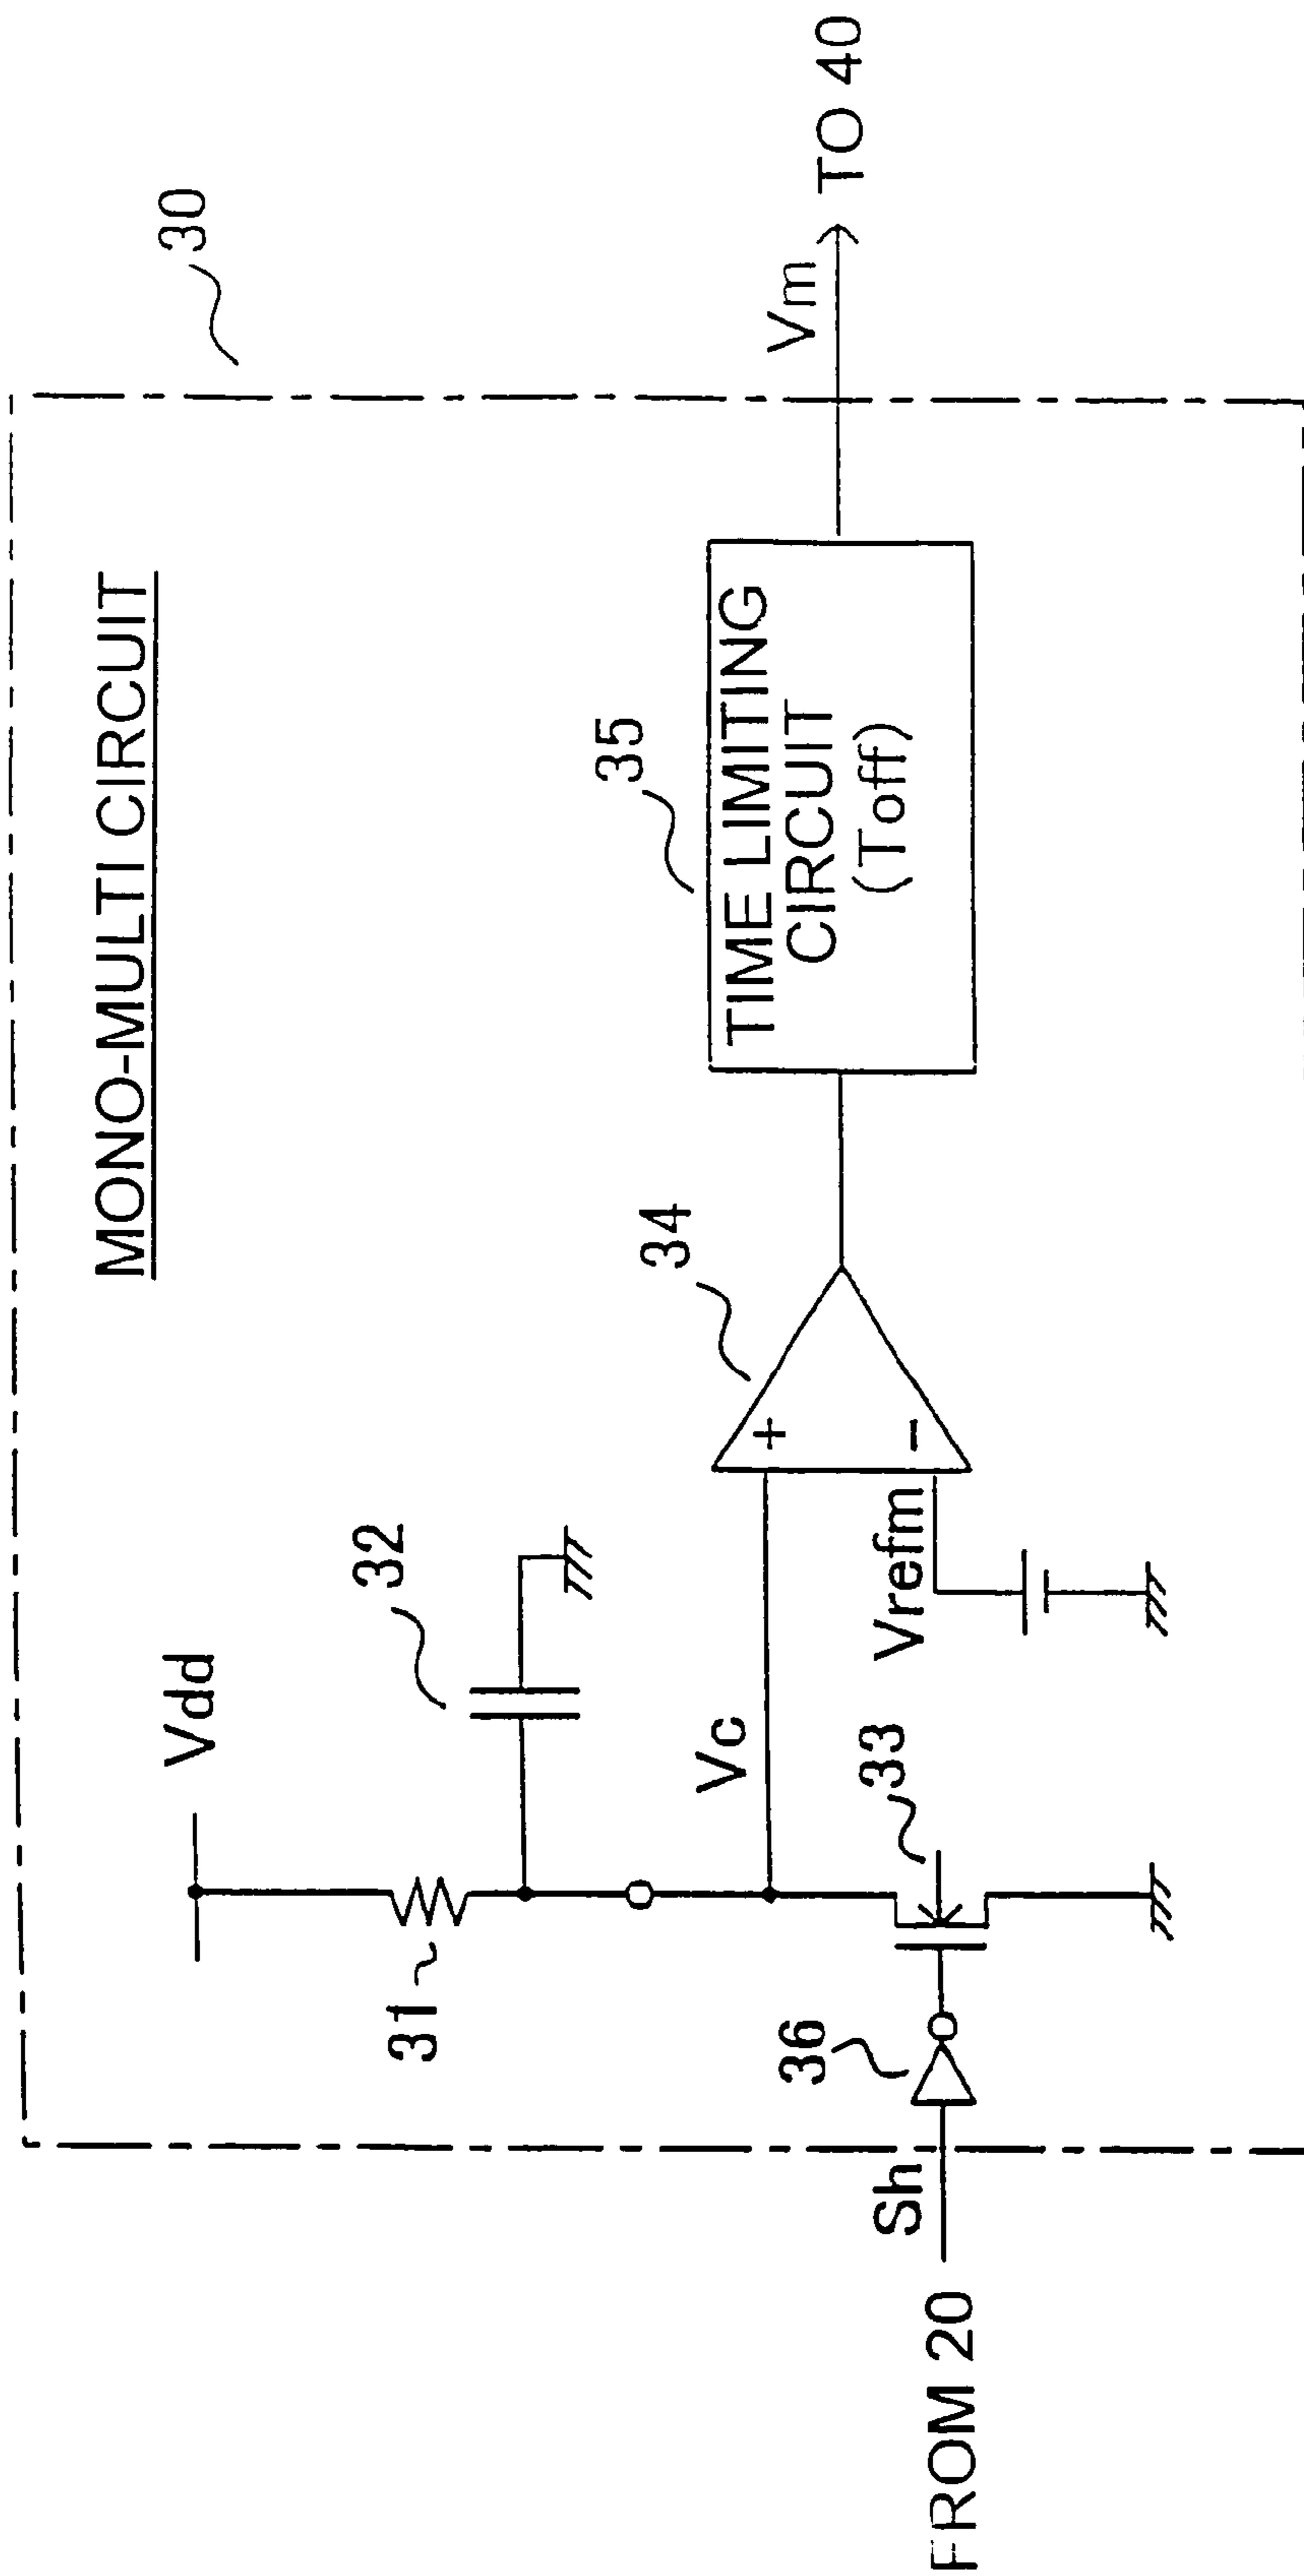 30
MONO-MULTI CIRCUIT
Vdd
31
32
Vc
34
+
-
Vrefm
33
36
Sh
FROM 20
35
TIME LIMITING
CIRCUIT
(Toff)
Vm
TO 40